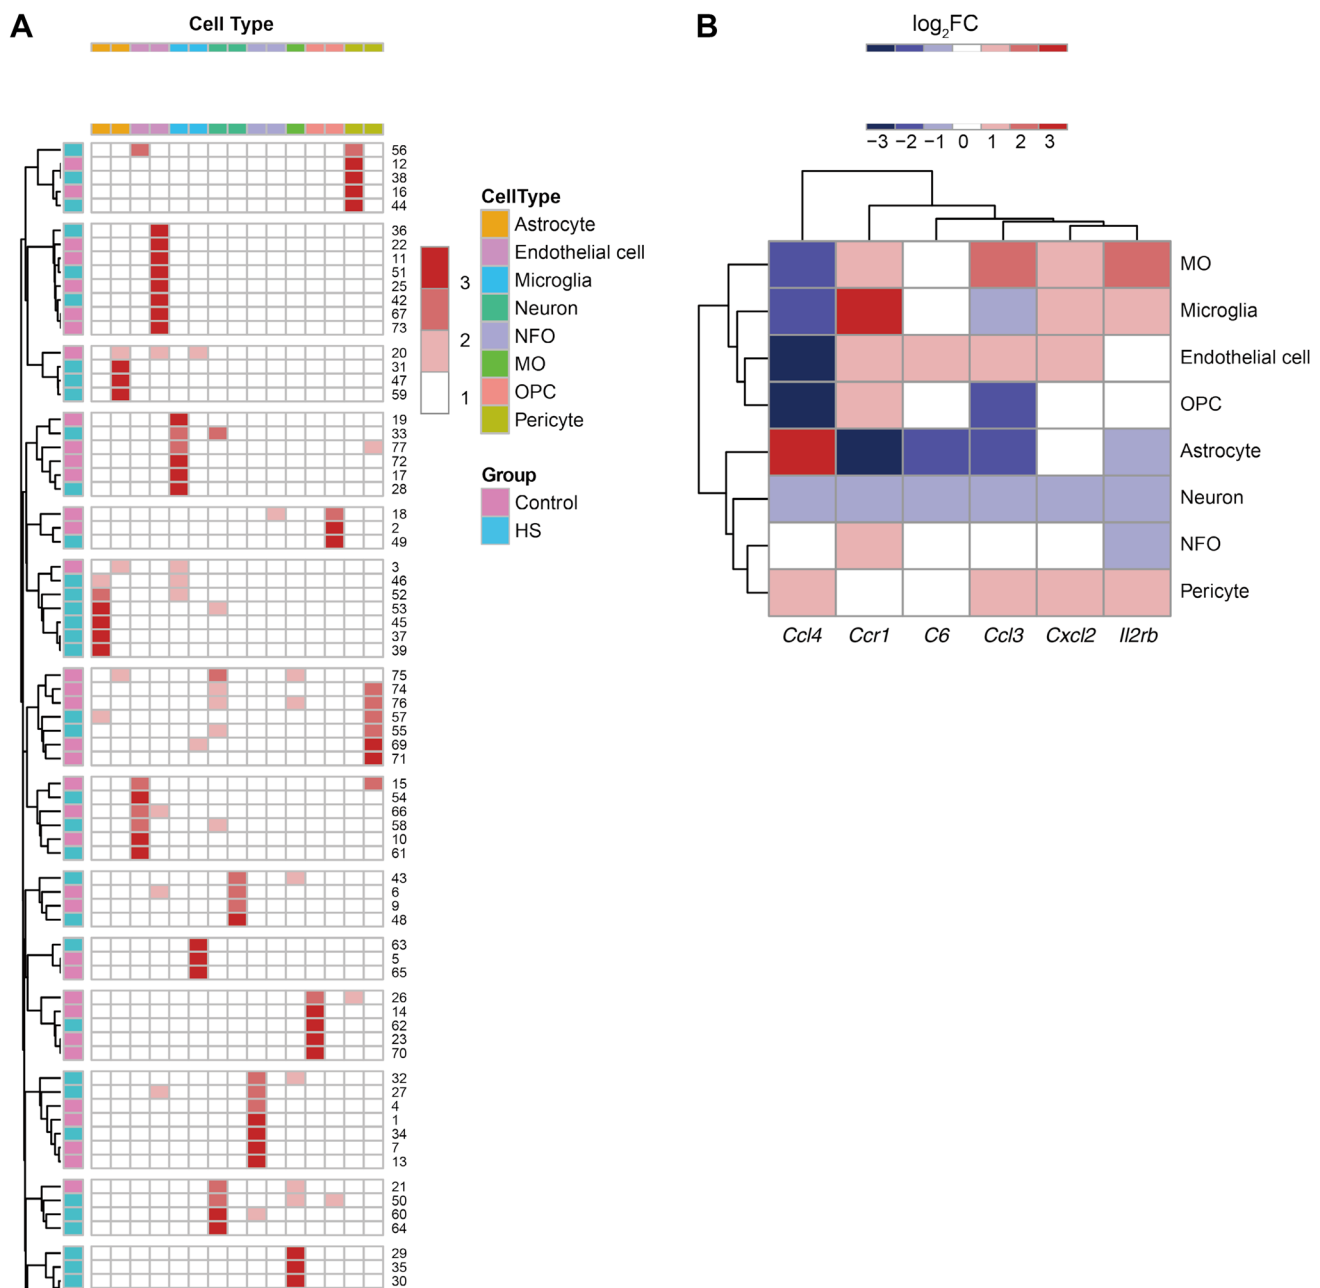 A
Cell Type
56
12
38
16
44
36
22
11
51
25
42
67
73
20
31
47
59
19
33
77
72
17
28
18
2
49
3
46
52
53
45
37
39
75
74
76
57
55
69
71
15
54
66
58
10
61
43
6
9
48
63
5
65
26
14
62
23
70
32
27
4
1
34
7
13
21
50
60
64
29
35
30
3
2
1
CellType
Astrocyte
Endothelial cell
Microglia
Neuron
NFO
MO
OPC
Pericyte
Group
Control
HS
B
log₂FC
−3 −2 −1 0 1 2 3
MO
Microglia
Endothelial cell
OPC
Astrocyte
Neuron
NFO
Pericyte
Ccl4 Ccr1 C6 Ccl3 Cxcl2 Il2rb